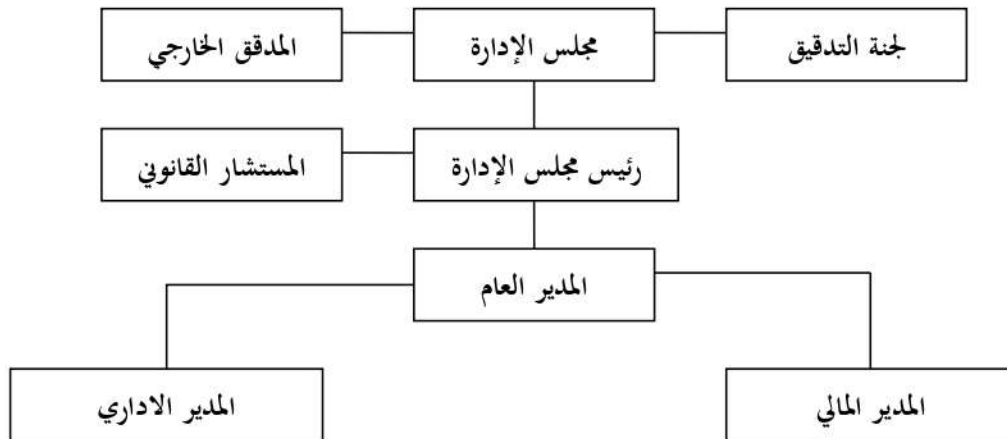 لجنة التدقيق
مجلس الإدارة
المدقق الخارجي
رئيس مجلس الإدارة
المستشار القانوني
المدير العام
المدير المالي
المدير الاداري